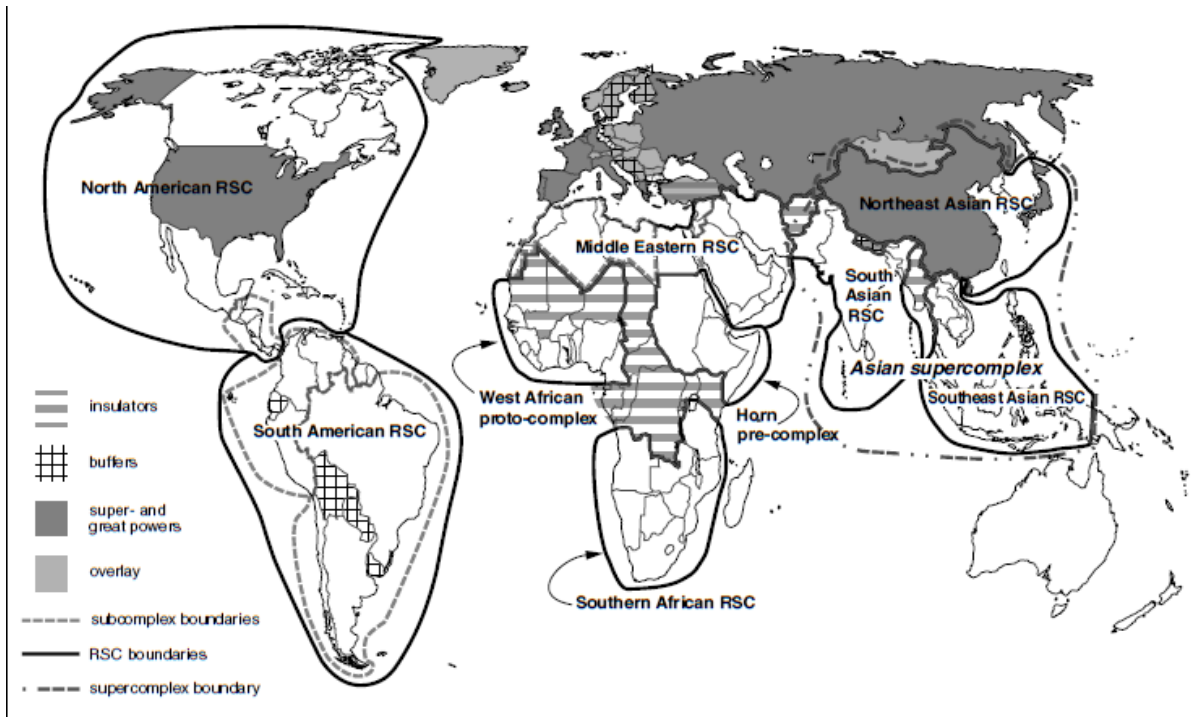 North American RSC
Northeast Asian RSC
Middle Eastern RSC
South
Asian
RSC
Asian supercomplex
Southeast Asian RSC
West African
proto-complex
Horn
pre-complex
South American RSC
Southern African RSC
insulators
buffers
super- and
great powers
overlay
subcomplex boundaries
RSC boundaries
supercomplex boundary